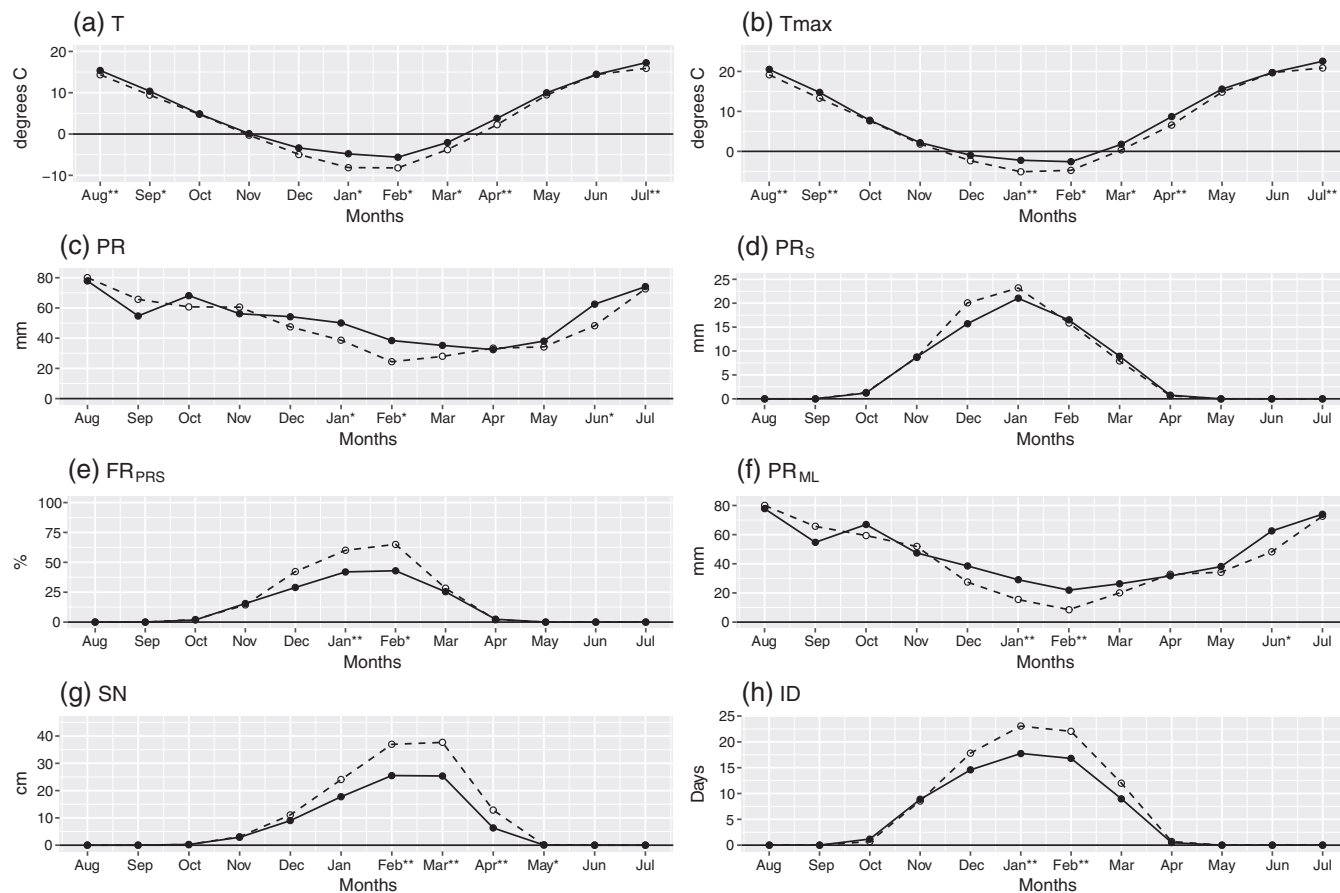 (a) T
degrees C
20
10
0
−10
Aug** Sep* Oct Nov Dec Jan* Feb* Mar* Apr** May Jun Jul**
Months
(b) Tmax
degrees C
20
10
0
Aug** Sep** Oct Nov Dec Jan** Feb* Mar* Apr** May Jun Jul**
Months
(c) PR
mm
80
60
40
20
0
Aug Sep Oct Nov Dec Jan* Feb* Mar Apr May Jun* Jul
Months
(d) PRS
mm
25
20
15
10
5
0
Aug Sep Oct Nov Dec Jan Feb Mar Apr May Jun Jul
Months
(e) FRPRS
%
100
75
50
25
0
Aug Sep Oct Nov Dec Jan** Feb* Mar Apr May Jun Jul
Months
(f) PRML
mm
80
60
40
20
0
Aug Sep Oct Nov Dec Jan** Feb** Mar Apr May Jun* Jul
Months
(g) SN
cm
40
30
20
10
0
Aug Sep Oct Nov Dec Jan Feb** Mar** Apr** May* Jun Jul
Months
(h) ID
Days
25
20
15
10
5
0
Aug Sep Oct Nov Dec Jan** Feb** Mar Apr May Jun Jul
Months